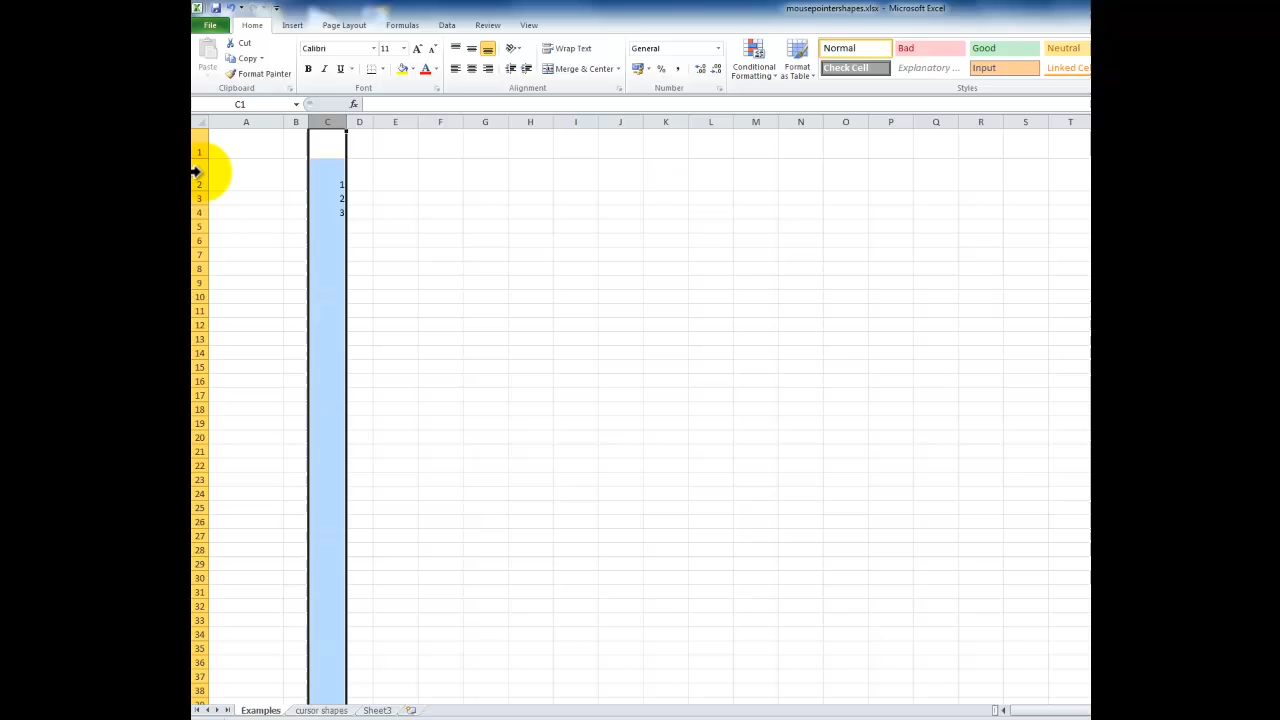 mousepointershapes.xlsx - Microsoft Excel
File Home Insert Page Layout Formulas Data Review View
Paste Cut Copy Format Painter
Calibri 11 A A
B I U A
Wrap Text
Merge & Center
General
% , .0 .00
Conditional Formatting
Format as Table
Normal Bad Good Neutral
Check Cell Explanatory ... Input Linked Cel
Clipboard Font Alignment Number Styles
C1 fx
A B C D E F G H I J K L M N O P Q R S T
1
2 1
3 2
4 3
5
6
7
8
9
10
11
12
13
14
15
16
17
18
19
20
21
22
23
24
25
26
27
28
29
30
31
32
33
34
35
36
37
38
39
Examples cursor shapes Sheet3